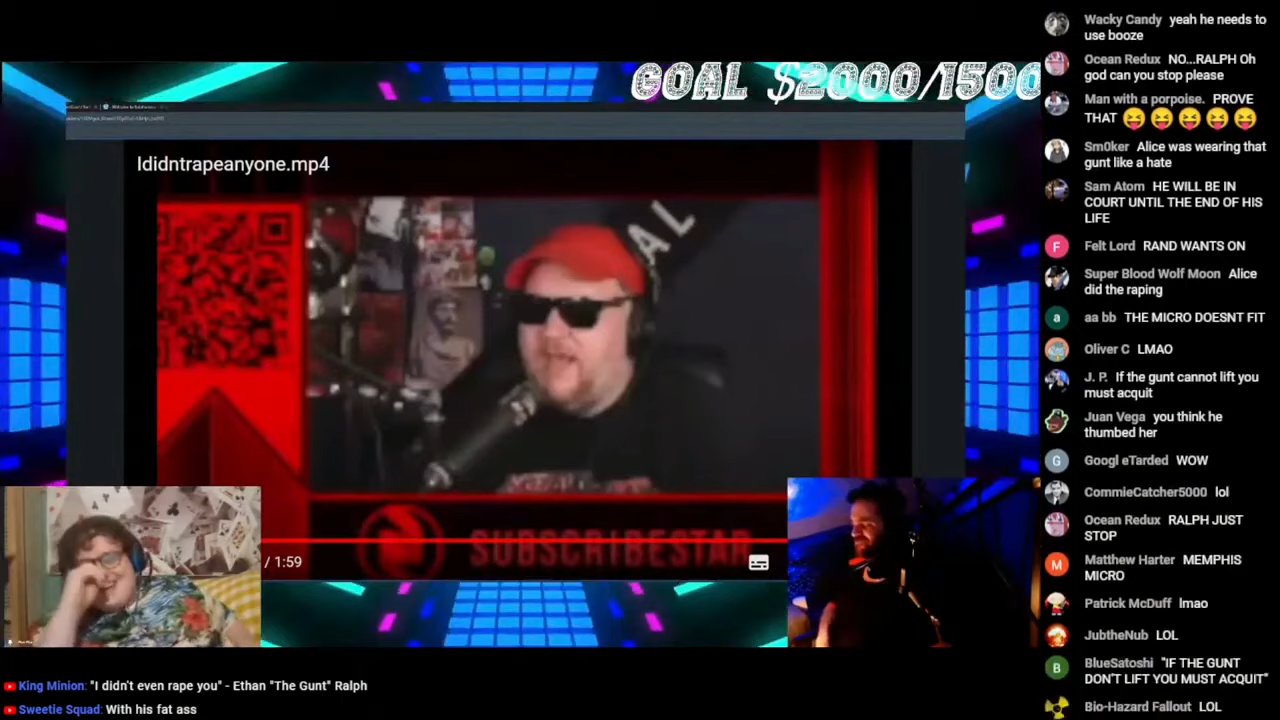 GOAL $2000/1500
Ididntrapeanyone.mp4
AL
SUBSCRIBESTAR
/ 1:59
King Minion: "I didn't even rape you" - Ethan "The Gunt" Ralph
Sweetie Squad: With his fat ass
Wacky Candy yeah he needs to
use booze
Ocean Redux NO...RALPH Oh
god can you stop please
Man with a porpoise. PROVE
THAT 😝 😝 😝 😝 😝
Sm0ker Alice was wearing that
gunt like a hate
Sam Atom HE WILL BE IN
COURT UNTIL THE END OF HIS
LIFE
F Felt Lord RAND WANTS ON
Super Blood Wolf Moon Alice
did the raping
a aa bb THE MICRO DOESNT FIT
Oliver C LMAO
J. P. If the gunt cannot lift you
must acquit
Juan Vega you think he
thumbed her
G Googl eTarded WOW
CommieCatcher5000 lol
Ocean Redux RALPH JUST
STOP
M Matthew Harter MEMPHIS
MICRO
Patrick McDuff lmao
JubtheNub LOL
B BlueSatoshi "IF THE GUNT
DON'T LIFT YOU MUST ACQUIT"
Bio-Hazard Fallout LOL